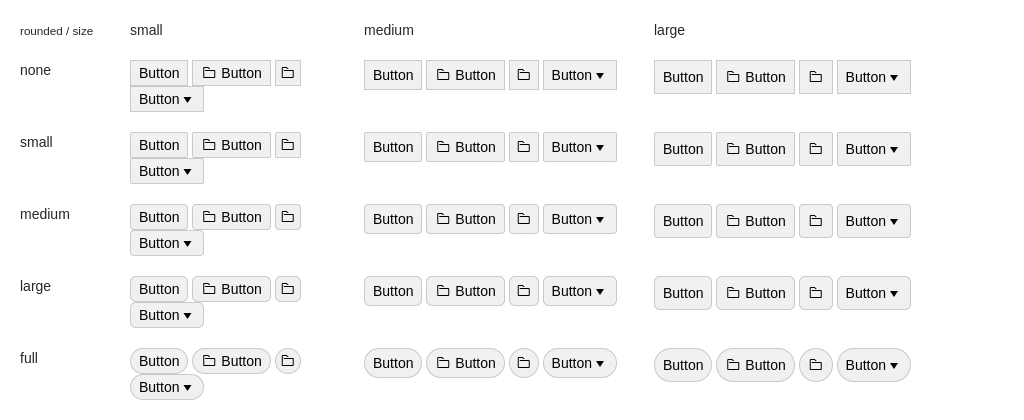 rounded / size small medium large
none Button Button Button Button Button Button Button
Button
small Button Button Button Button Button Button Button Button
Button
medium Button Button Button Button Button Button Button Button
Button
large Button Button Button Button Button Button Button Button
Button
full Button Button Button Button Button Button Button Button
Button